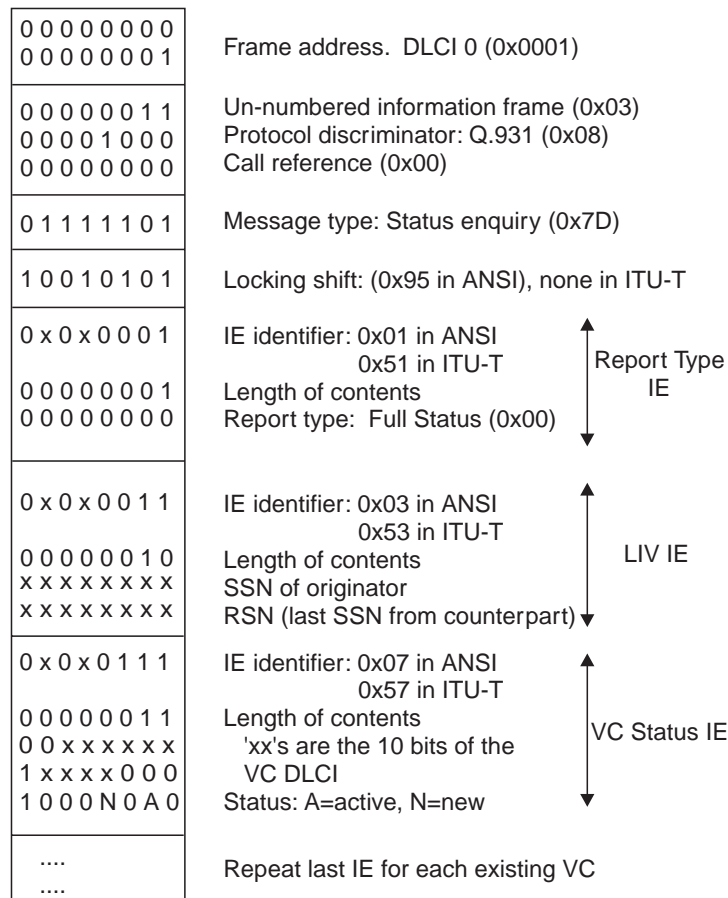 0 0 0 0 0 0 0 0
0 0 0 0 0 0 0 1
Frame address. DLCI 0 (0x0001)
0 0 0 0 0 0 1 1
Un-numbered information frame (0x03)
0 0 0 0 1 0 0 0
Protocol discriminator: Q.931 (0x08)
0 0 0 0 0 0 0 0
Call reference (0x00)
0 1 1 1 1 1 0 1
Message type: Status enquiry (0x7D)
1 0 0 1 0 1 0 1
Locking shift: (0x95 in ANSI), none in ITU-T
0 x 0 x 0 0 0 1
IE identifier: 0x01 in ANSI
0x51 in ITU-T
0 0 0 0 0 0 0 1
Length of contents
0 0 0 0 0 0 0 0
Report type: Full Status (0x00)
Report Type
IE
0 x 0 x 0 0 1 1
IE identifier: 0x03 in ANSI
0x53 in ITU-T
0 0 0 0 0 0 1 0
Length of contents
x x x x x x x x
SSN of originator
x x x x x x x x
RSN (last SSN from counterpart)
LIV IE
0 x 0 x 0 1 1 1
IE identifier: 0x07 in ANSI
0x57 in ITU-T
0 0 0 0 0 0 1 1
Length of contents
0 0 x x x x x x
'xx's are the 10 bits of the
1 x x x x 0 0 0
VC DLCI
1 0 0 0 N 0 A 0
Status: A=active, N=new
VC Status IE
....
....
Repeat last IE for each existing VC